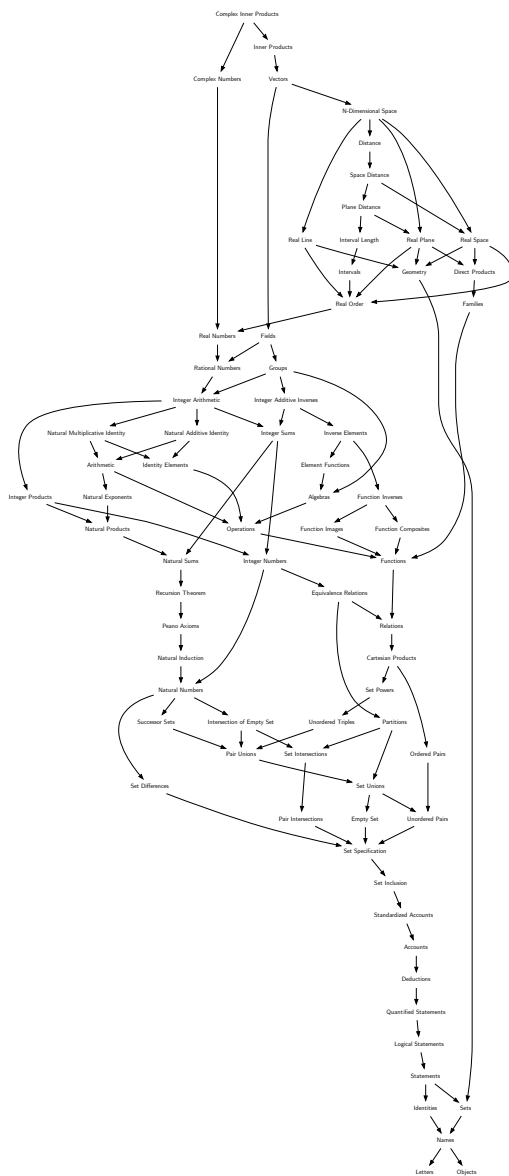 Complex Inner Products
Inner Products
Complex Numbers
Vectors
N-Dimensional Space
Distance
Space Distance
Plane Distance
Real Line
Interval Length
Real Plane
Real Space
Intervals
Geometry
Direct Products
Real Order
Families
Real Numbers
Fields
Rational Numbers
Groups
Integer Arithmetic
Integer Additive Inverses
Natural Multiplicative Identity
Natural Additive Identity
Integer Sums
Inverse Elements
Arithmetic
Identity Elements
Element Functions
Integer Products
Natural Exponents
Algebras
Function Inverses
Natural Products
Operations
Function Images
Function Composites
Natural Sums
Integer Numbers
Functions
Recursion Theorem
Equivalence Relations
Peano Axioms
Relations
Natural Induction
Cartesian Products
Natural Numbers
Set Powers
Successor Sets
Intersection of Empty Set
Unordered Triples
Partitions
Pair Unions
Set Intersections
Ordered Pairs
Set Differences
Set Unions
Pair Intersections
Empty Set
Unordered Pairs
Set Specification
Set Inclusion
Standardized Accounts
Accounts
Deductions
Quantified Statements
Logical Statements
Statements
Identities
Sets
Names
Letters
Objects